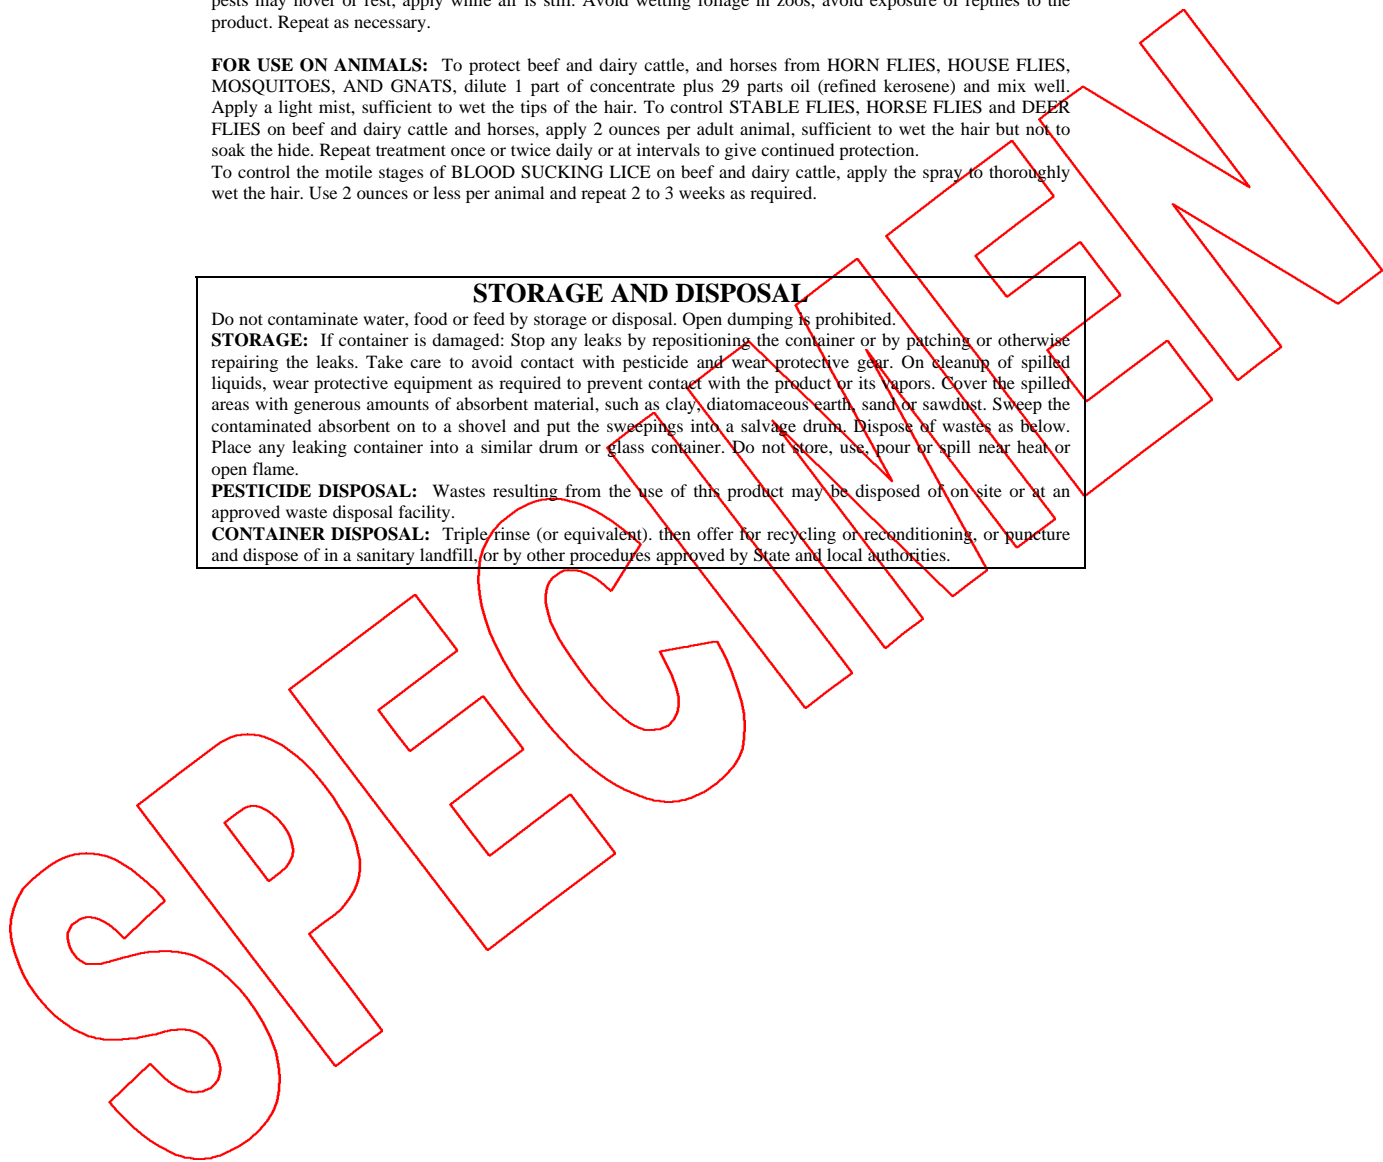 pests may hover or rest, apply while air is still. Avoid wetting foliage in zoos, avoid exposure of reptiles to the
product. Repeat as necessary.
FOR USE ON ANIMALS: To protect beef and dairy cattle, and horses from HORN FLIES, HOUSE FLIES,
MOSQUITOES, AND GNATS, dilute 1 part of concentrate plus 29 parts oil (refined kerosene) and mix well.
Apply a light mist, sufficient to wet the tips of the hair. To control STABLE FLIES, HORSE FLIES and DEER
FLIES on beef and dairy cattle and horses, apply 2 ounces per adult animal, sufficient to wet the hair but not to
soak the hide. Repeat treatment once or twice daily or at intervals to give continued protection.
To control the motile stages of BLOOD SUCKING LICE on beef and dairy cattle, apply the spray to thoroughly
wet the hair. Use 2 ounces or less per animal and repeat 2 to 3 weeks as required.
STORAGE AND DISPOSAL
Do not contaminate water, food or feed by storage or disposal. Open dumping is prohibited.
STORAGE: If container is damaged: Stop any leaks by repositioning the container or by patching or otherwise
repairing the leaks. Take care to avoid contact with pesticide and wear protective gear. On cleanup of spilled
liquids, wear protective equipment as required to prevent contact with the product or its vapors. Cover the spilled
areas with generous amounts of absorbent material, such as clay, diatomaceous earth, sand or sawdust. Sweep the
contaminated absorbent on to a shovel and put the sweepings into a salvage drum. Dispose of wastes as below.
Place any leaking container into a similar drum or glass container. Do not store, use, pour or spill near heat or
open flame.
PESTICIDE DISPOSAL: Wastes resulting from the use of this product may be disposed of on site or at an
approved waste disposal facility.
CONTAINER DISPOSAL: Triple rinse (or equivalent). then offer for recycling or reconditioning, or puncture
and dispose of in a sanitary landfill, or by other procedures approved by State and local authorities.
SPECIMEN